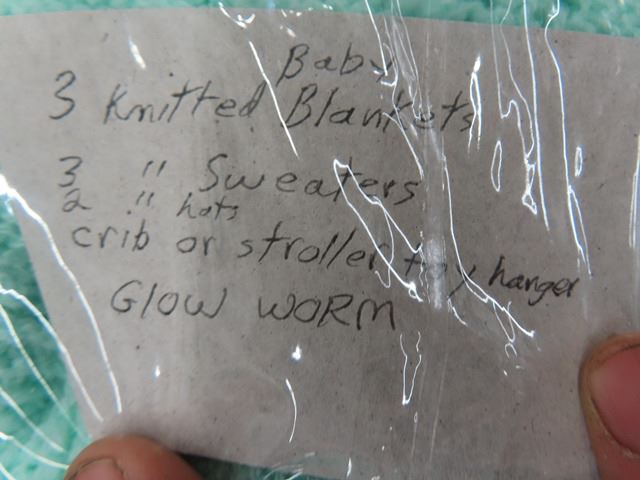 Baby
3 Knitted Blankets
3 " Sweaters
2 " hats
crib or stroller toy hanger
GLOW WORM